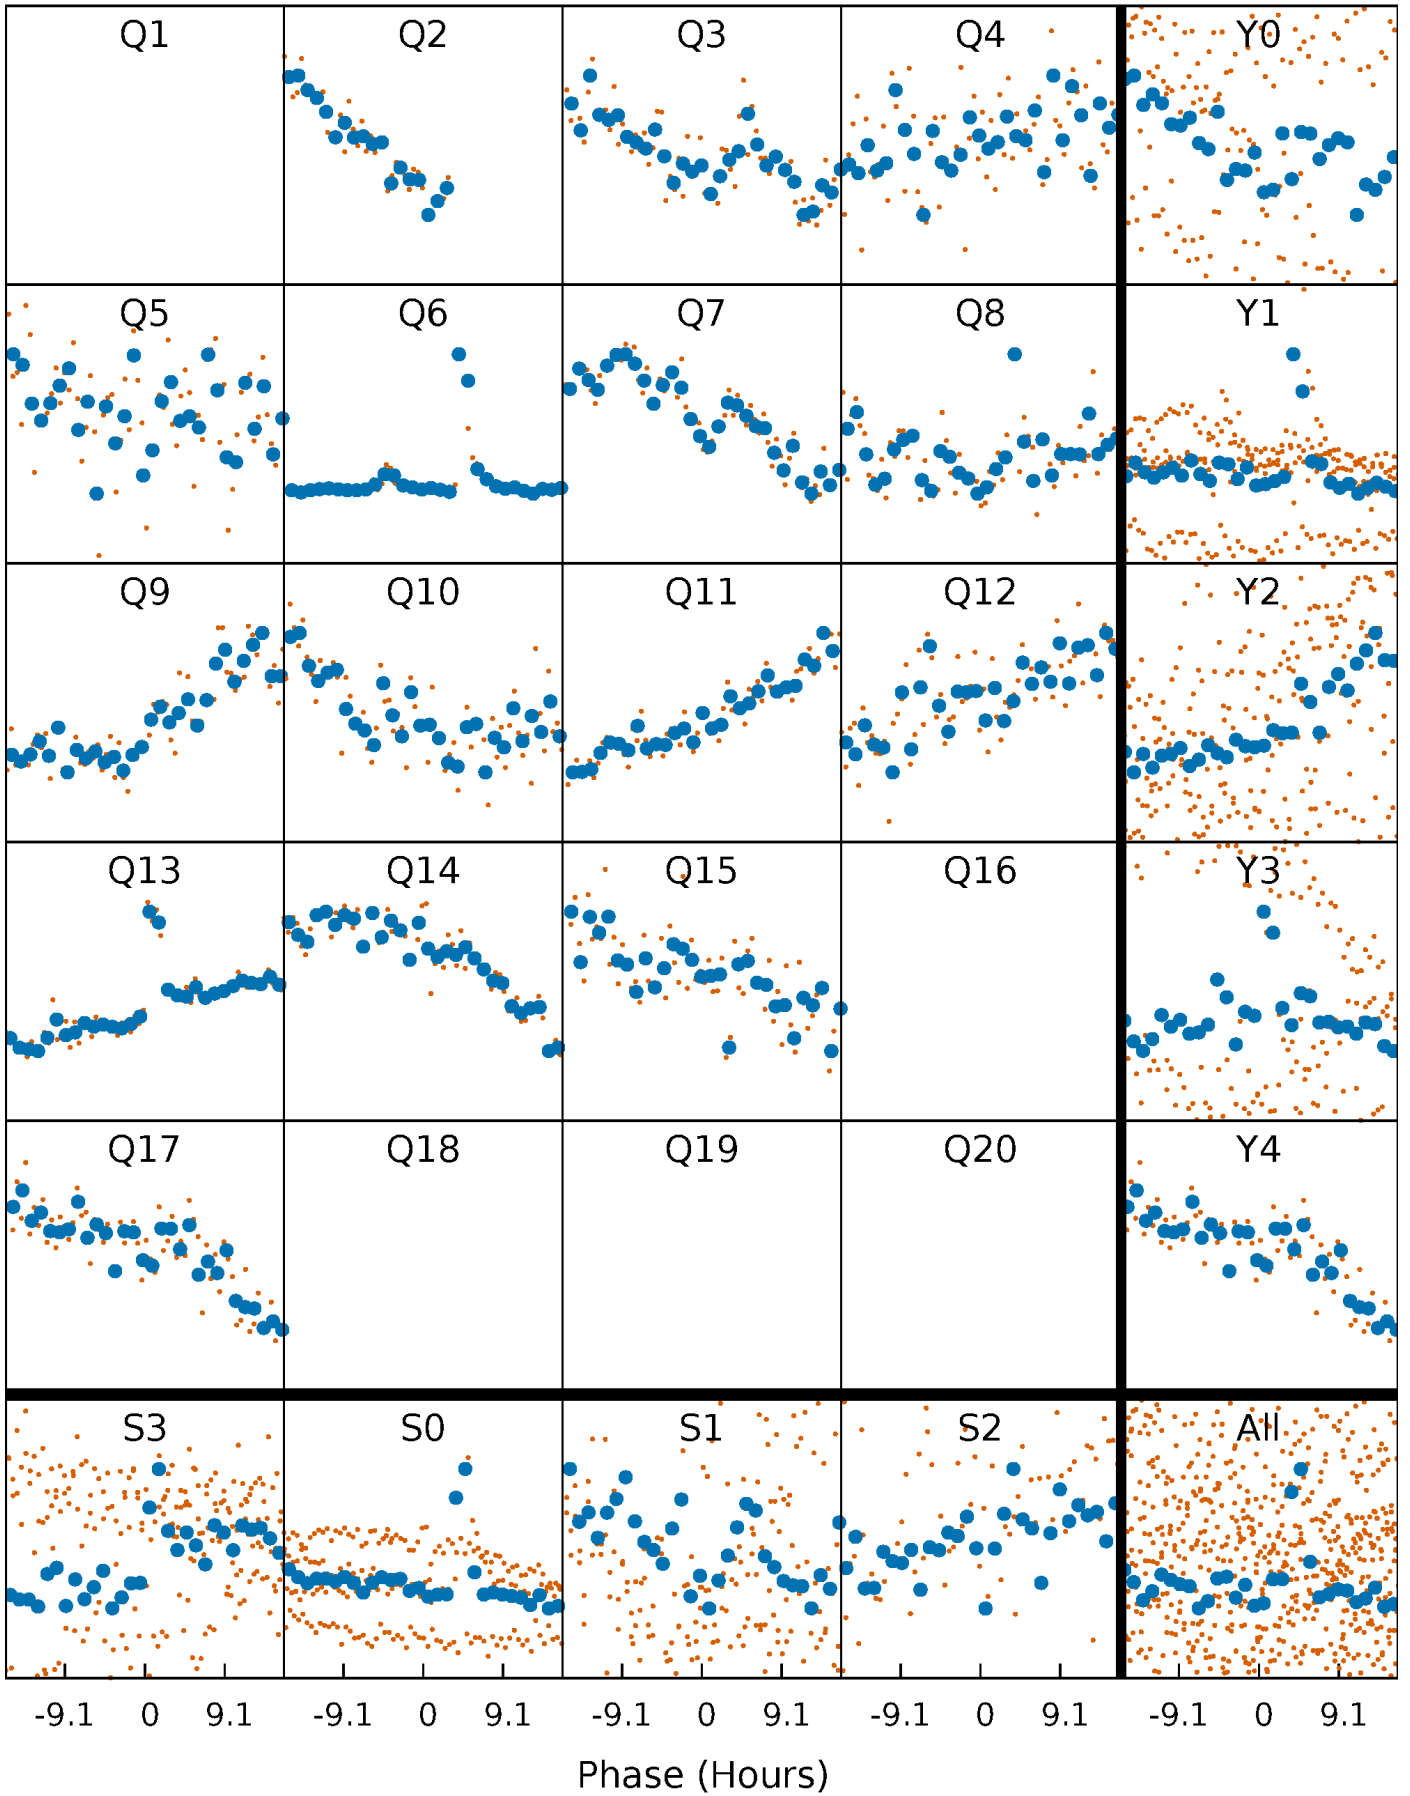 Q1 Q2 Q3 Q4 Y0
Q5 Q6 Q7 Q8 Y1
Q9 Q10 Q11 Q12 Y2
Q13 Q14 Q15 Q16 Y3
Q17 Q18 Q19 Q20 Y4
S3 S0 S1 S2 All
-9.1 0 9.1 -9.1 0 9.1 -9.1 0 9.1 -9.1 0 9.1 -9.1 0 9.1
Phase (Hours)